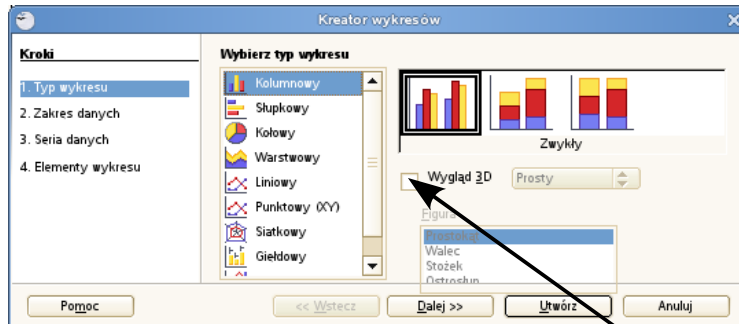 Kreator wykresów
Kroki
1. Typ wykresu
2. Zakres danych
3. Seria danych
4. Elementy wykresu
Wybierz typ wykresu
Kolumnowy
Słupkowy
Kołowy
Warstwowy
Liniowy
Punktowy (XY)
Siatkowy
Giełdowy
Zwykły
Wygląd 3D
Prosty
Figura
Prostokąt
Walec
Stożek
Ostrosłup
Pomoc
<< Wstecz
Dalej >>
Utwórz
Anuluj